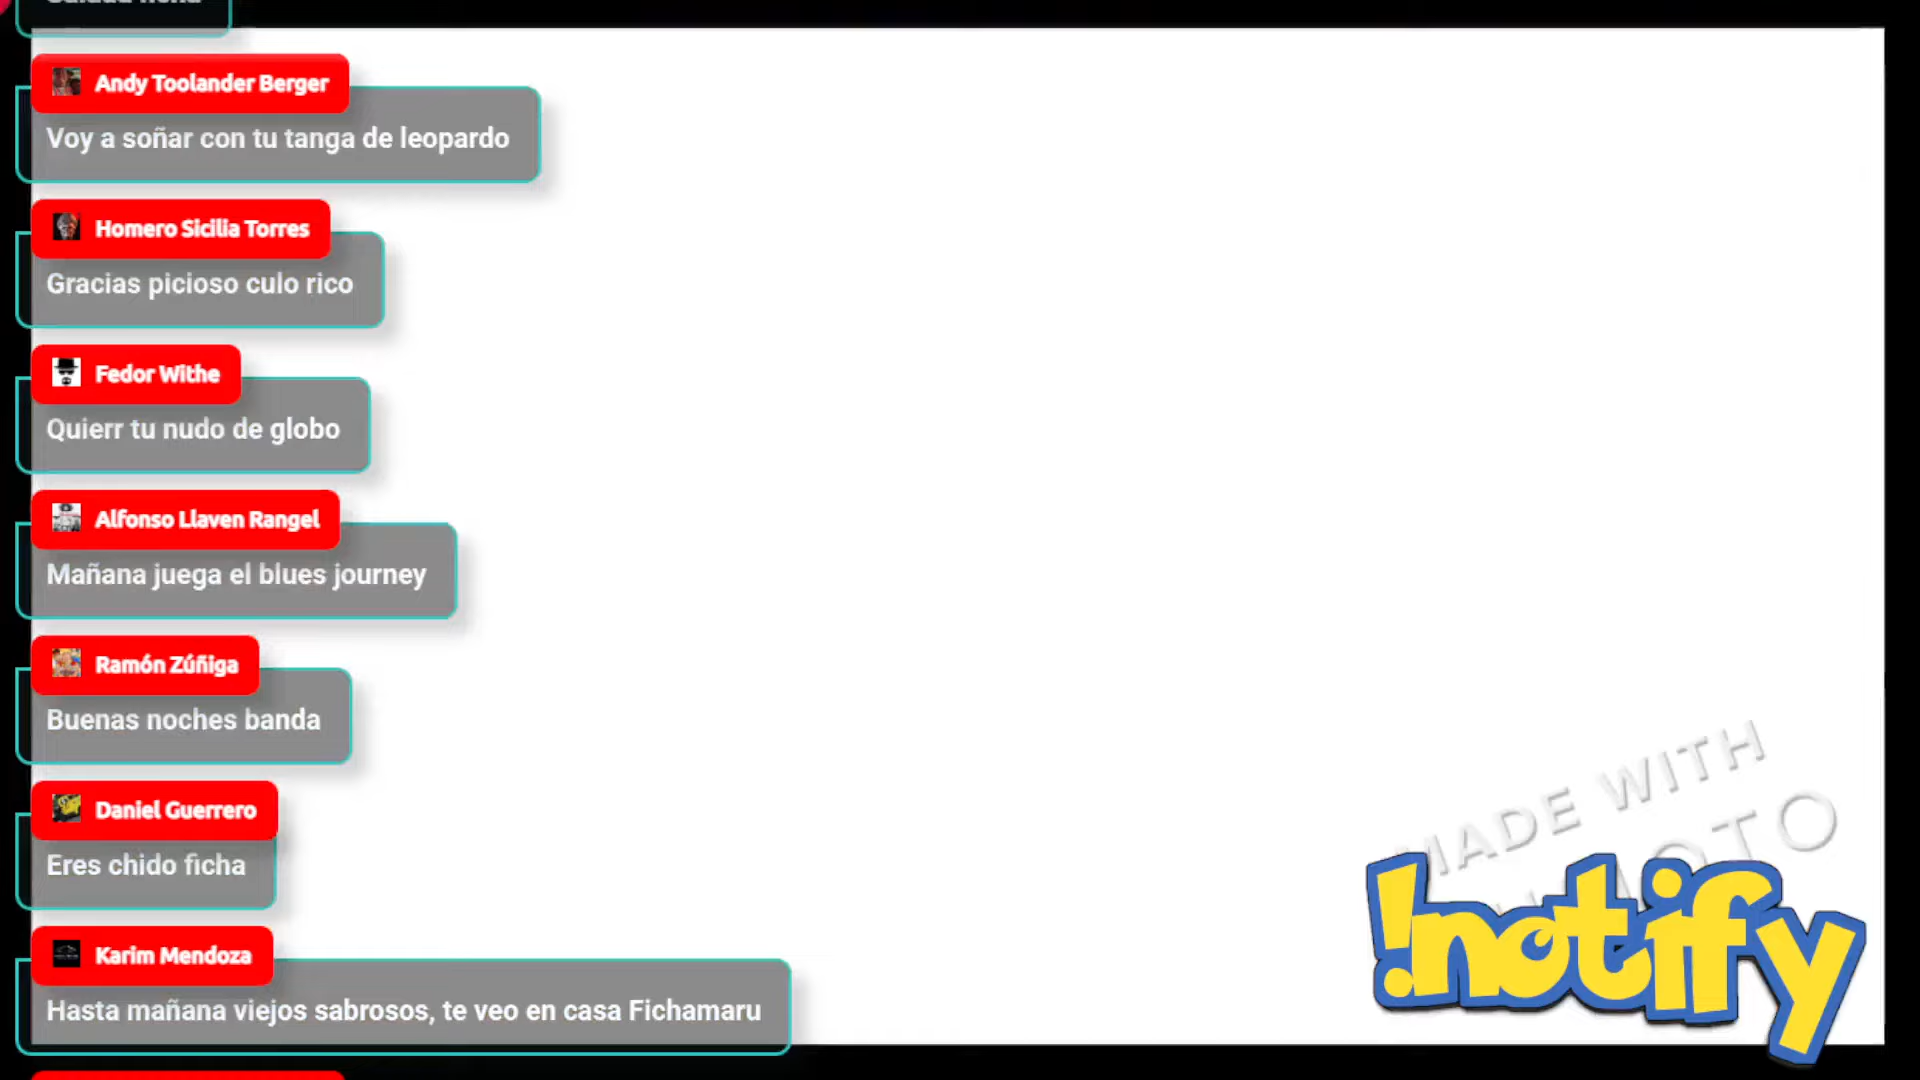 Andy Toolander Berger
Voy a soñar con tu tanga de leopardo
Homero Sicilia Torres
Gracias picioso culo rico
Fedor Withe
Quierr tu nudo de globo
Alfonso Llaven Rangel
Mañana juega el blues journey
Ramón Zúñiga
Buenas noches banda
Daniel Guerrero
Eres chido ficha
Karim Mendoza
Hasta mañana viejos sabrosos, te veo en casa Fichamaru
MADE WITH
!notify